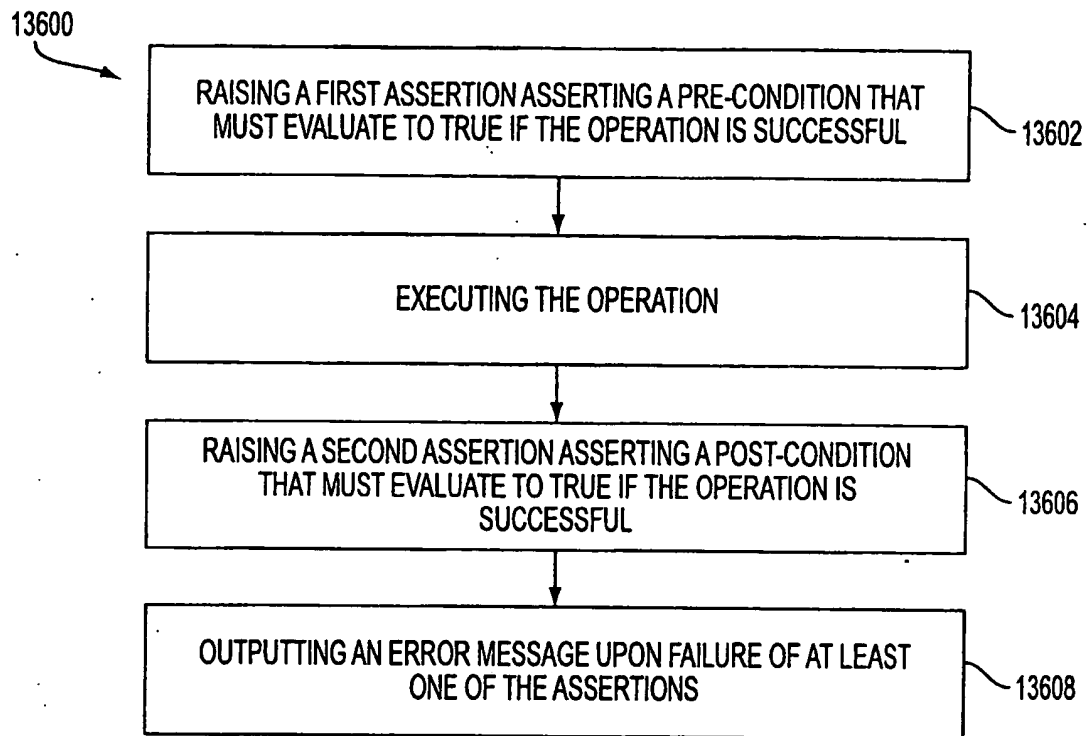 13600
RAISING A FIRST ASSERTION ASSERTING A PRE-CONDITION THAT
MUST EVALUATE TO TRUE IF THE OPERATION IS SUCCESSFUL
13602
EXECUTING THE OPERATION
13604
RAISING A SECOND ASSERTION ASSERTING A POST-CONDITION
THAT MUST EVALUATE TO TRUE IF THE OPERATION IS
SUCCESSFUL
13606
OUTPUTTING AN ERROR MESSAGE UPON FAILURE OF AT LEAST
ONE OF THE ASSERTIONS
13608